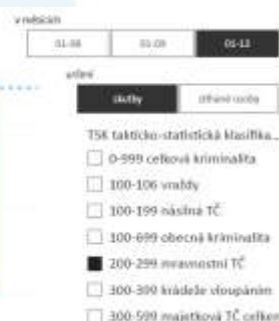 v měsících
01-08 01-09 01-12
určení
skutky stíhané osoby
TSK takticko-statistická klasifika...
0-999 celková kriminalita
100-106 vraždy
100-199 násilná TČ
100-699 obecná kriminalita
200-299 mravnostní TČ
300-399 krádeže vloupáním
300-599 majetková TČ celkem